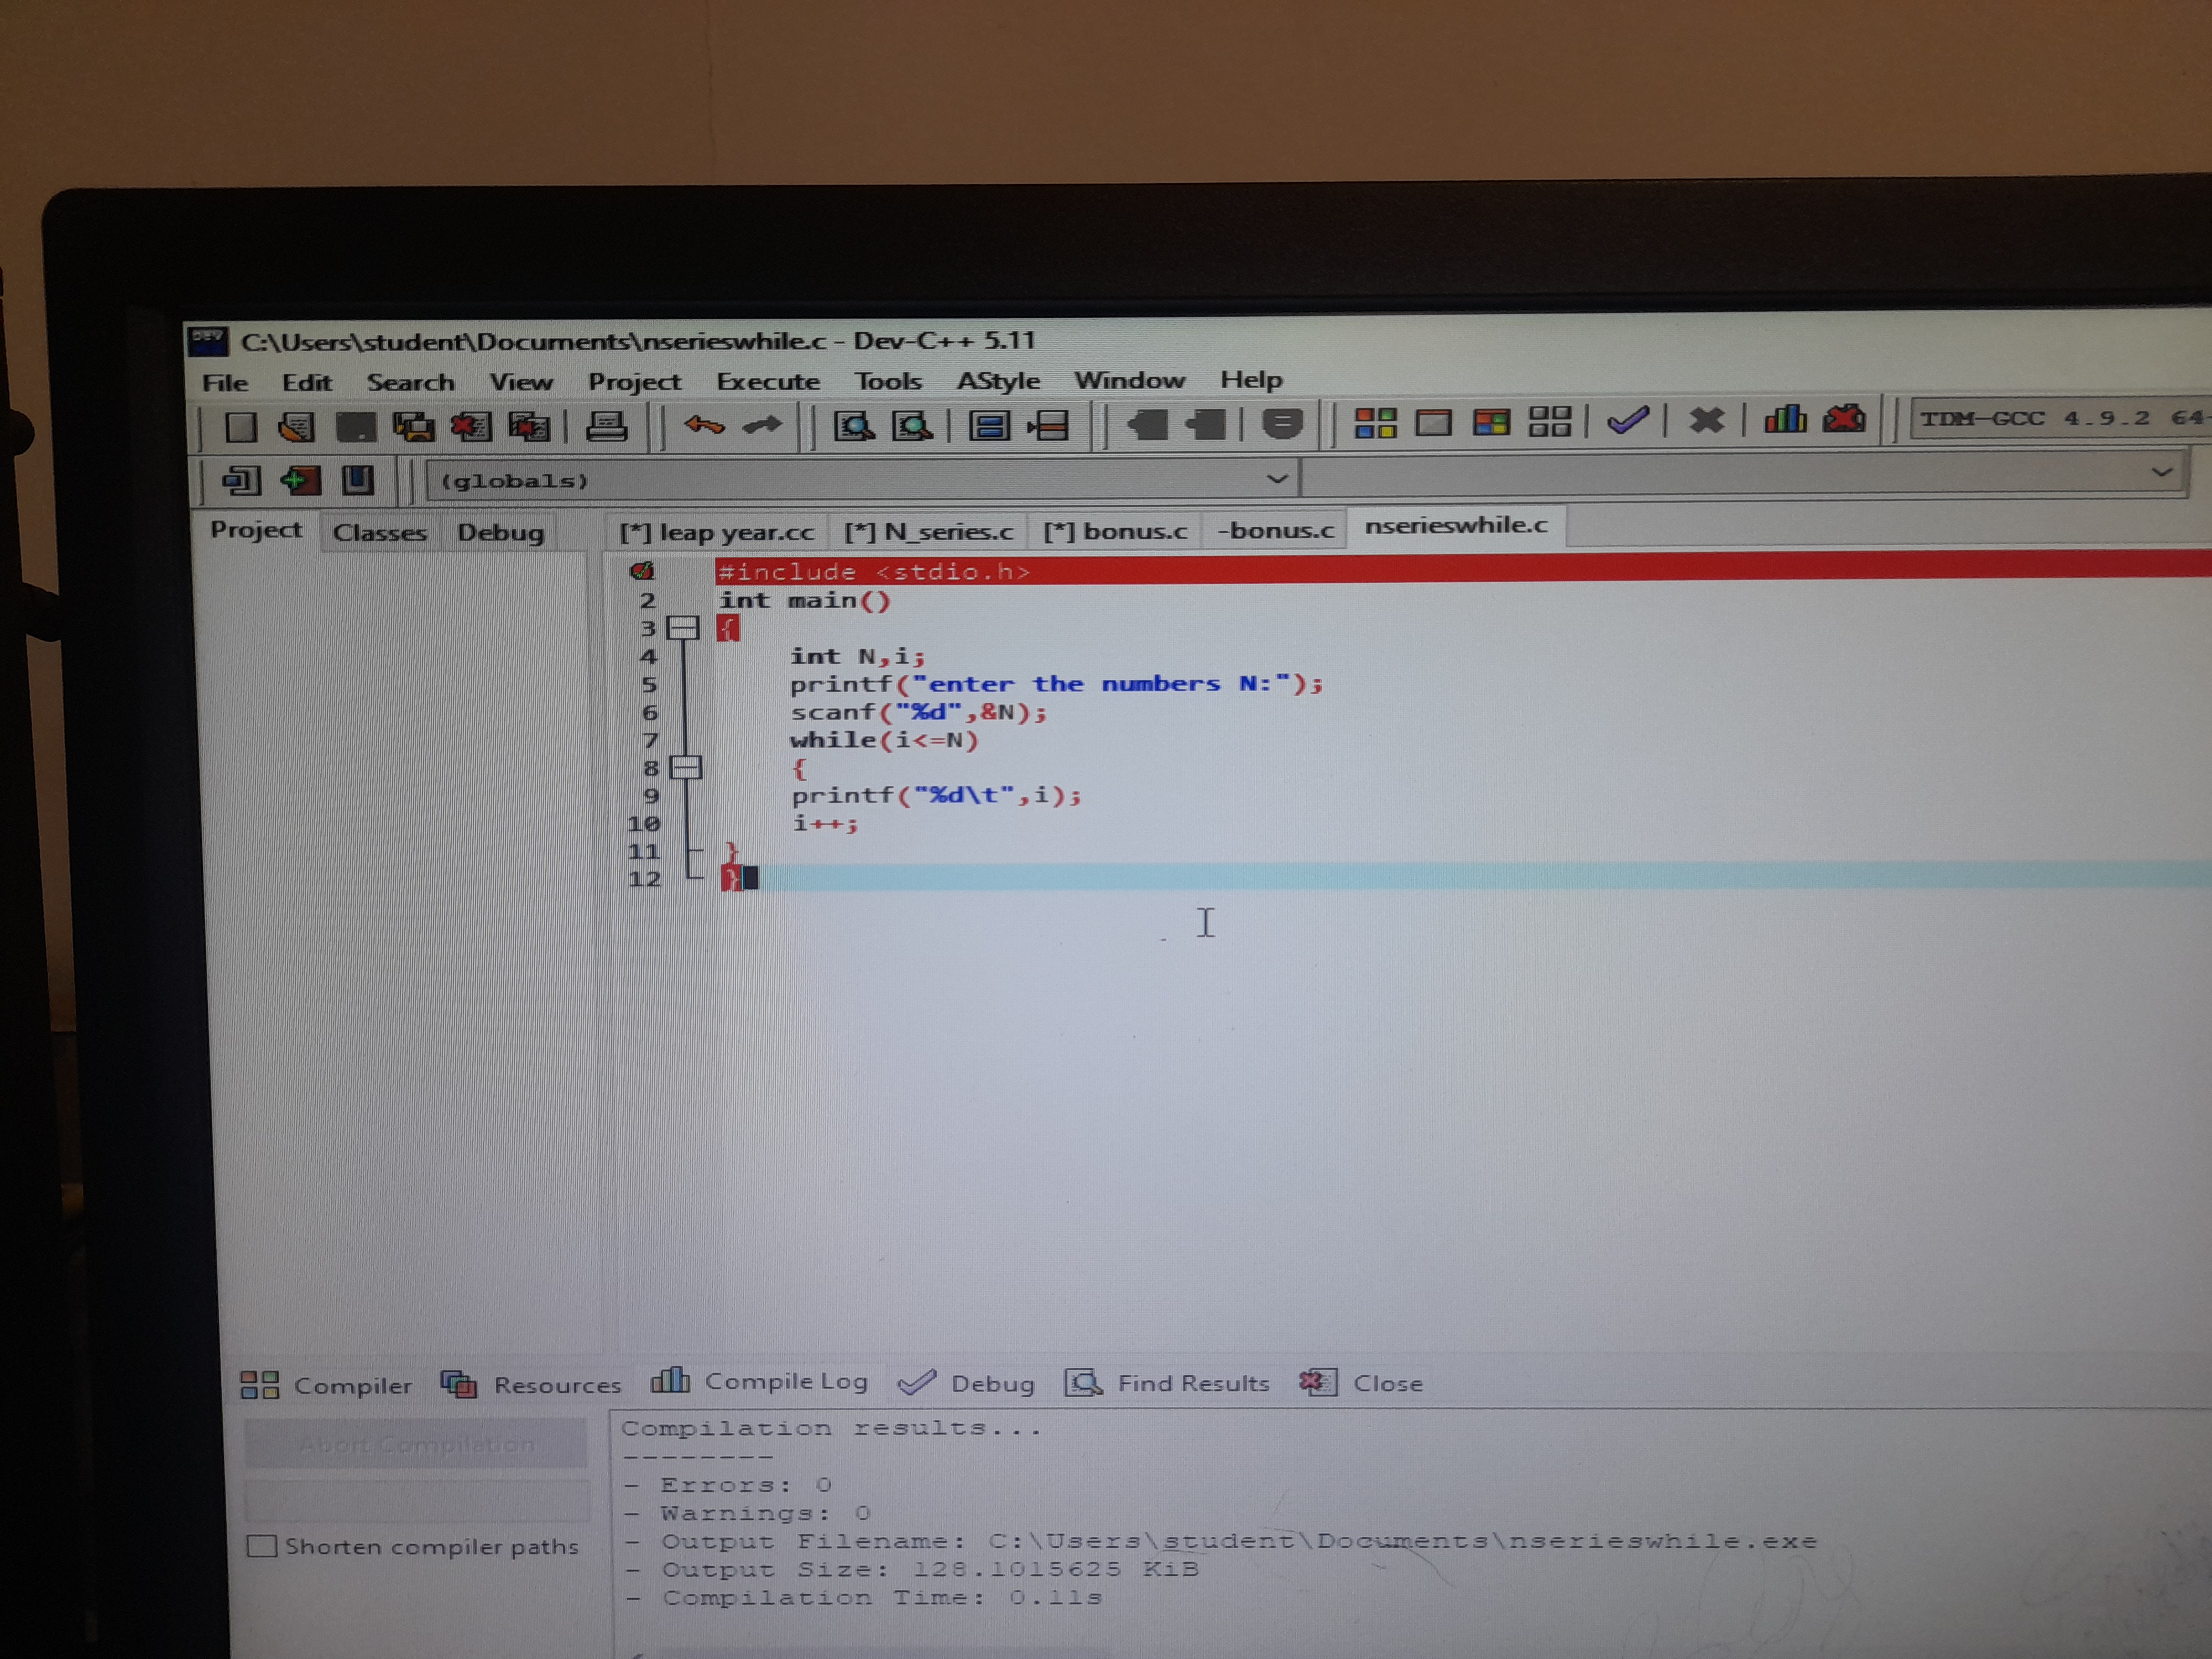 C:\Users\student\Documents\nserieswhile.c - Dev-C++ 5.11
File Edit Search View Project Execute Tools AStyle Window Help
TDM-GCC 4.9.2 64-
(globals)
Project Classes Debug
[*] leap year.cc [*] N_series.c [*] bonus.c -bonus.c nserieswhile.c
#include <stdio.h>
2 int main()
3 {
4 int N,i;
5 printf("enter the numbers N:");
6 scanf("%d",&N);
7 while(i<=N)
8 {
9 printf("%d\t",i);
10 i++;
11 }
12 }
Compiler Resources Compile Log Debug Find Results Close
Abort Compilation
Shorten compiler paths
Compilation results...
--------
- Errors: 0
- Warnings: 0
- Output Filename: C:\Users\student\Documents\nserieswhile.exe
- Output Size: 128.1015625 KiB
- Compilation Time: 0.11s